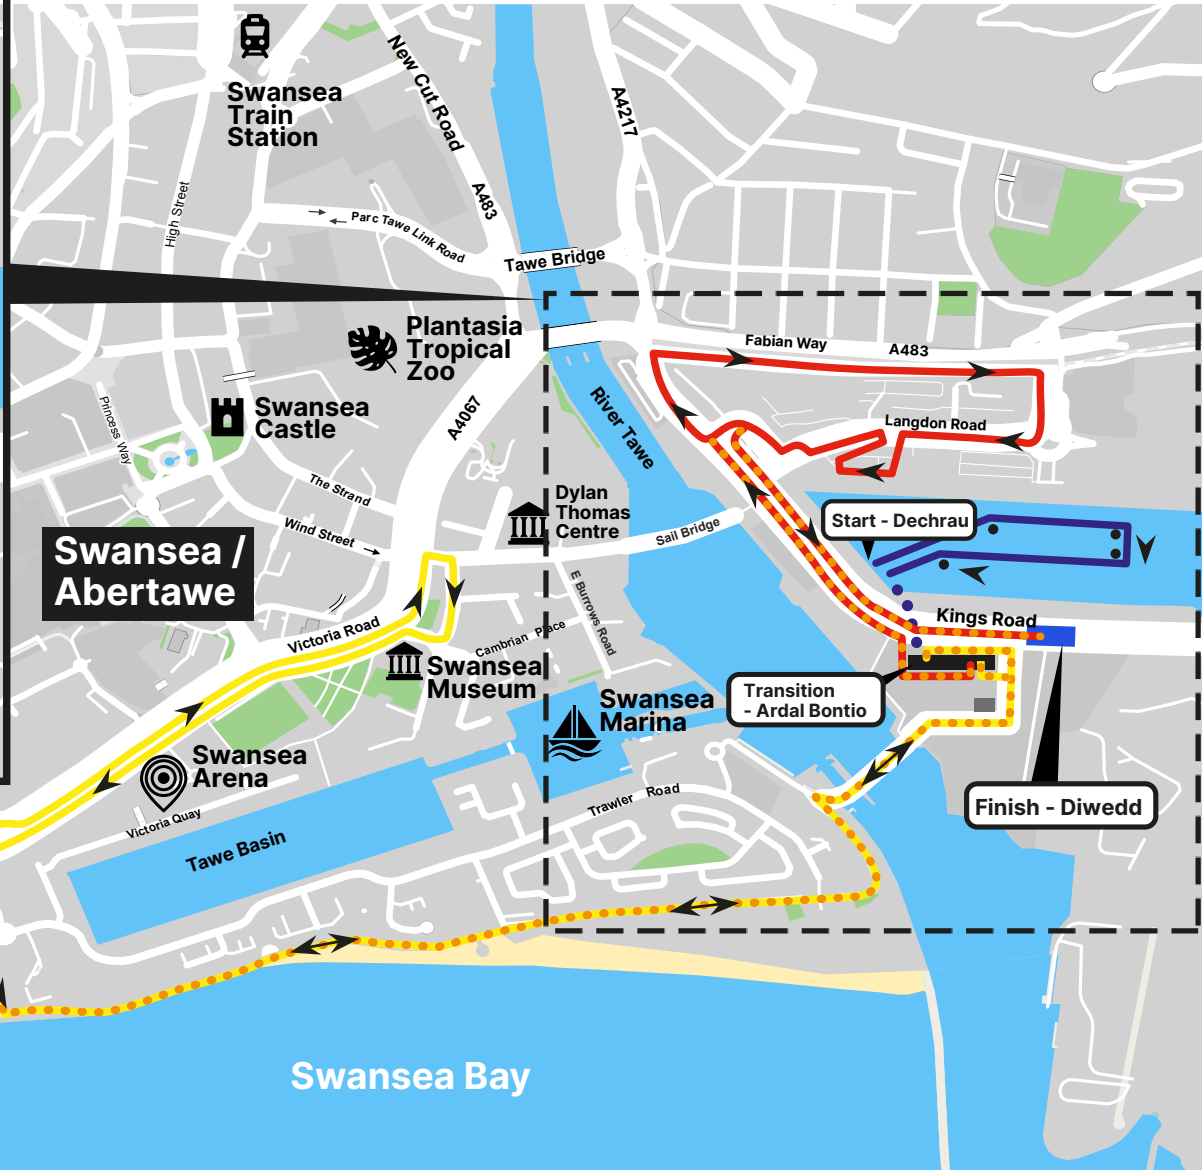 Swansea
Train
Station
New Cut Road
A483
A4217
High Street
Parc Tawe Link Road
Tawe Bridge
Plantasia
Tropical
Zoo
Fabian Way
A483
Princess Way
Swansea
Castle
A4067
River Tawe
Langdon Road
The Strand
Wind Street
Dylan
Thomas
Centre
Sail Bridge
Start - Dechrau
Swansea /
Abertawe
E Burrows Road
Kings Road
Victoria Road
Cambrian Place
Swansea
Museum
Transition
- Ardal Bontio
Swansea
Marina
Swansea
Arena
Victoria Quay
Trawler Road
Finish - Diwedd
Tawe Basin
Swansea Bay